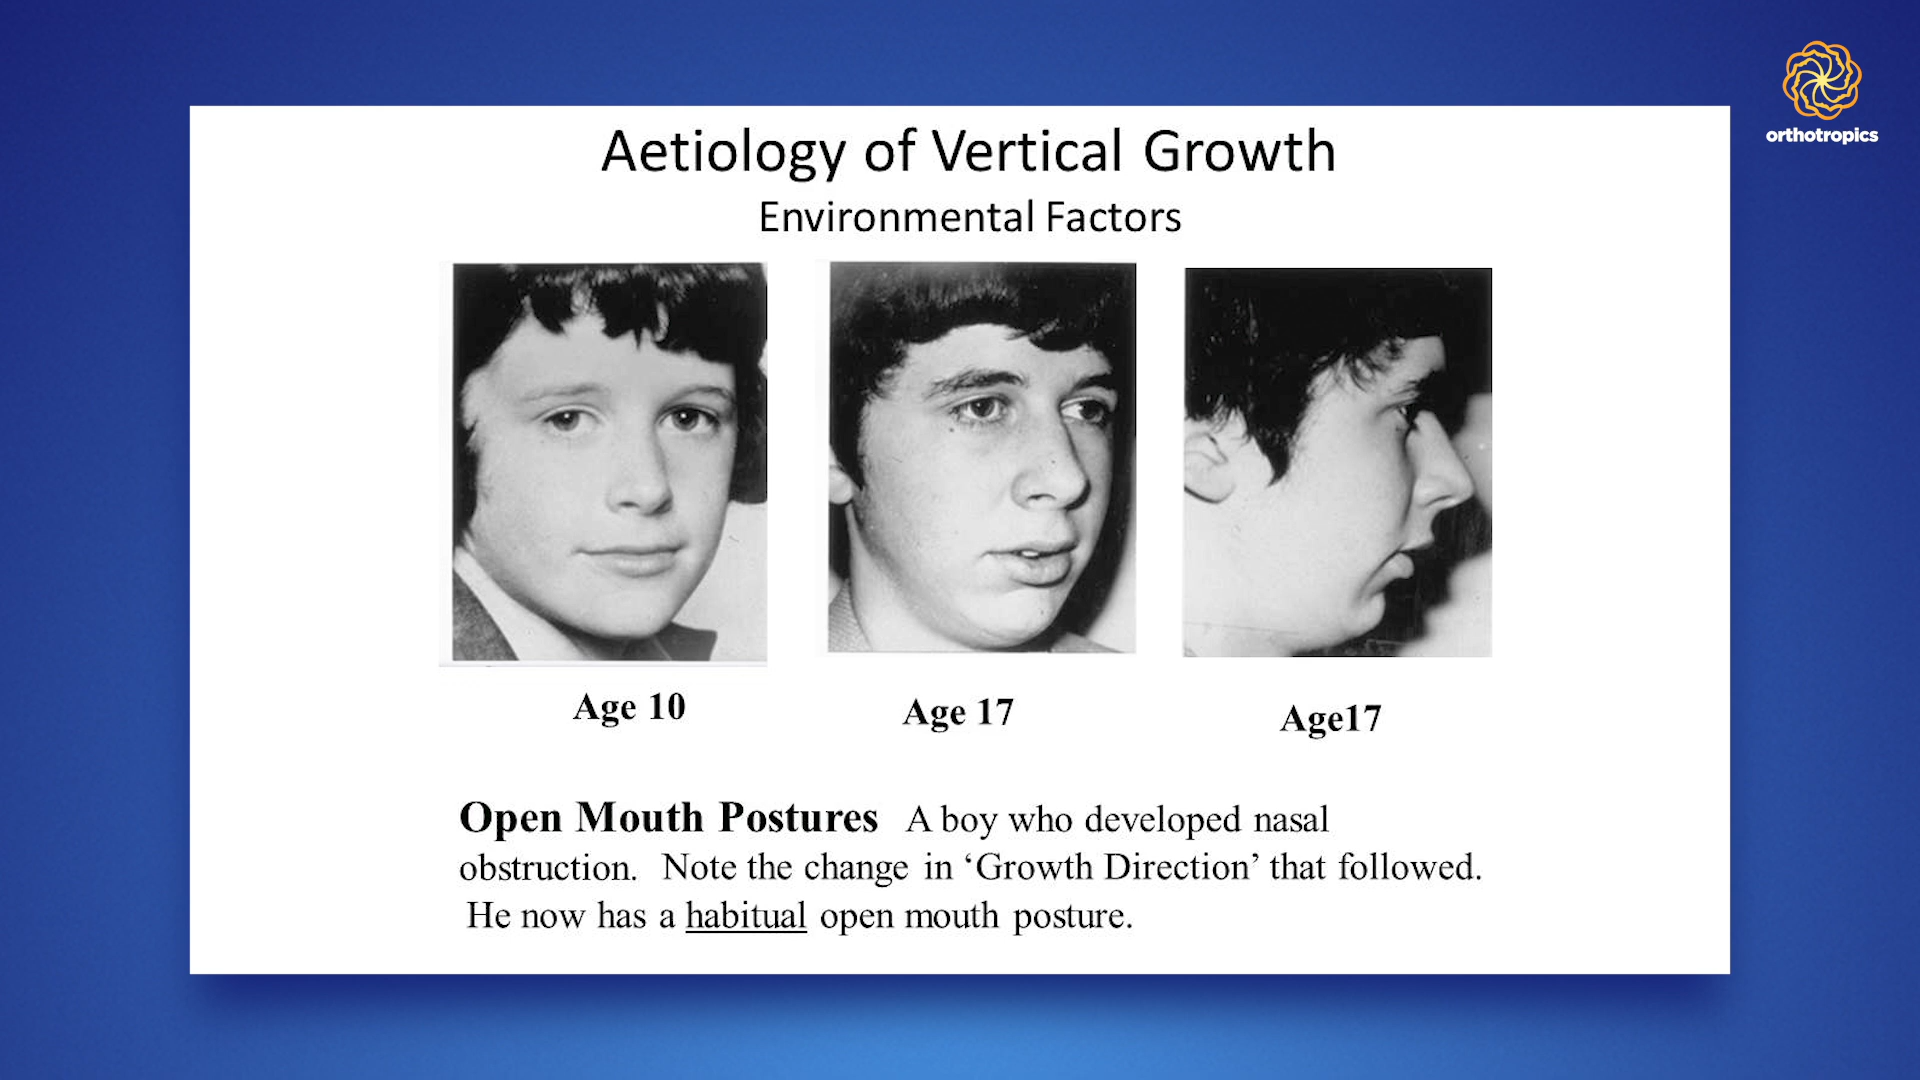 orthotropics
Aetiology of Vertical Growth
Environmental Factors
Age 10
Age 17
Age17
Open Mouth Postures A boy who developed nasal
obstruction. Note the change in ‘Growth Direction’ that followed.
He now has a habitual open mouth posture.